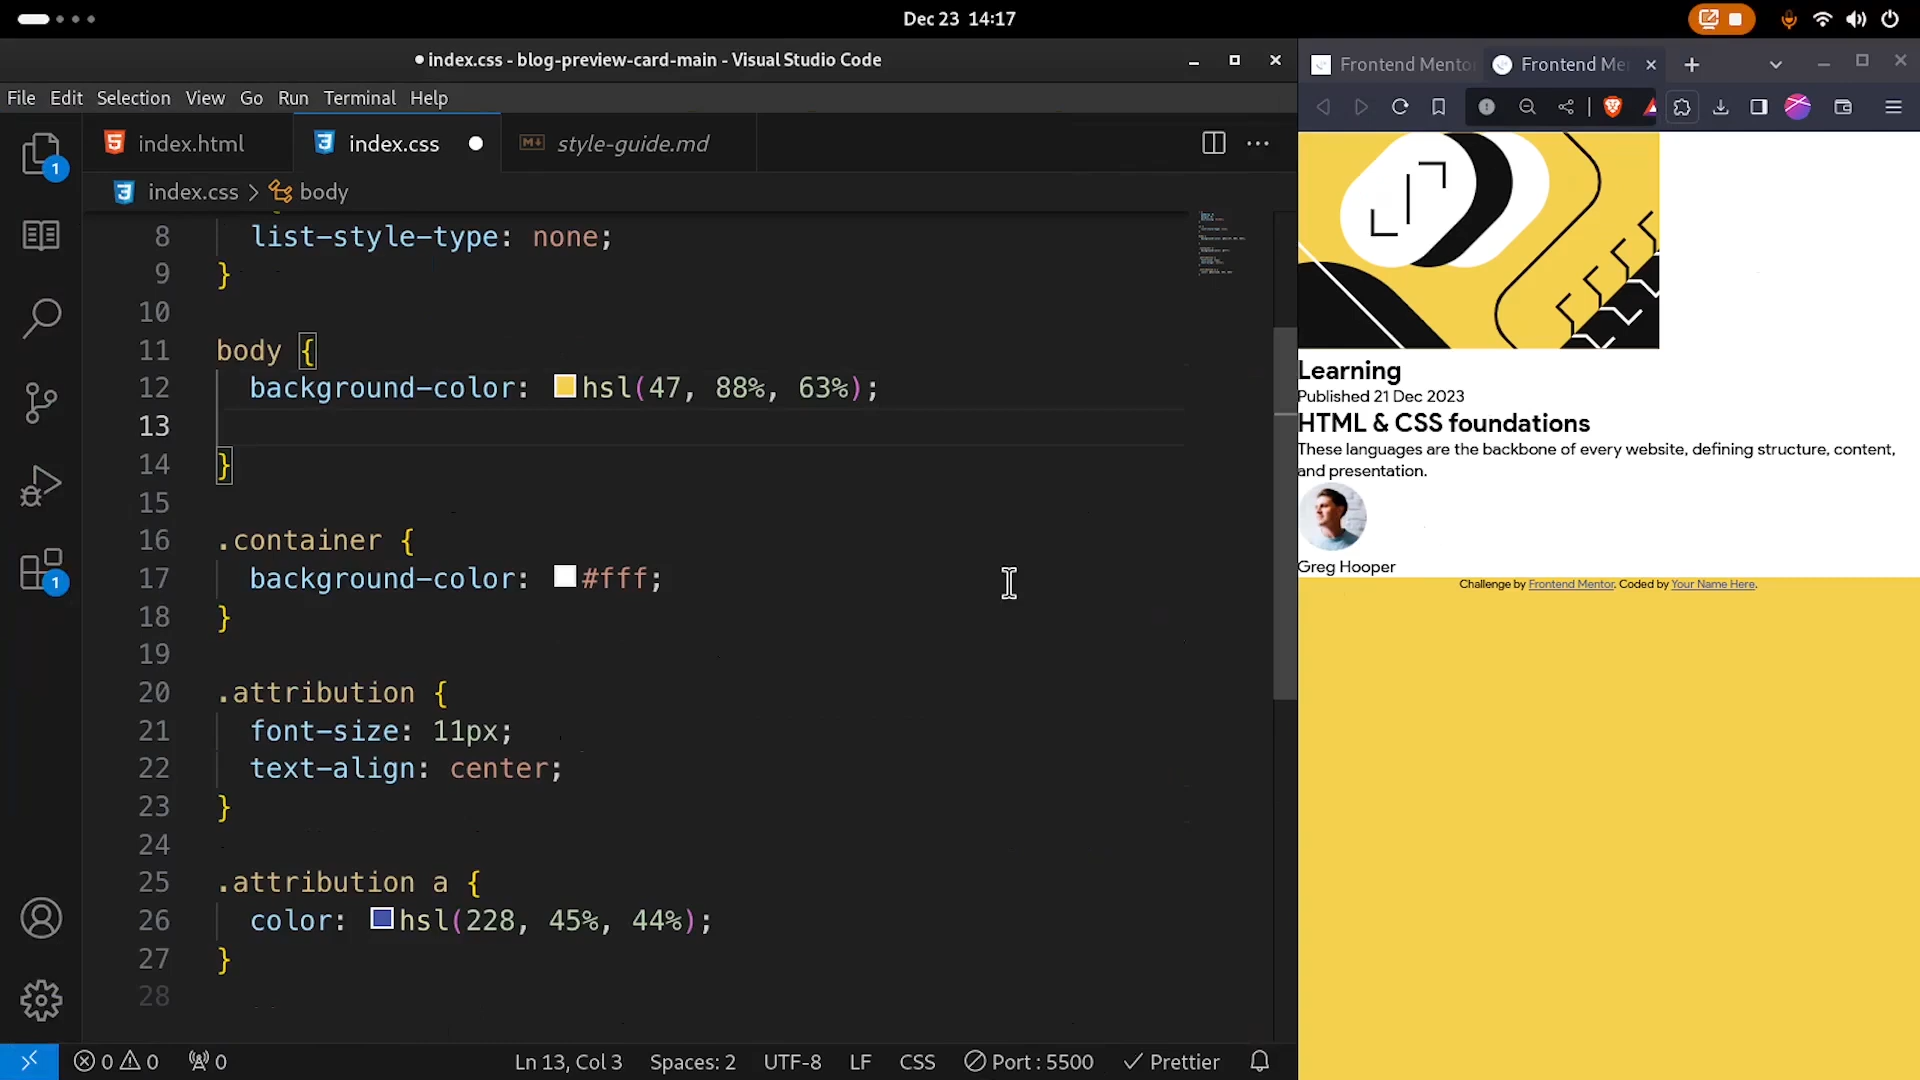 Dec 23 14:17
index.css - blog-preview-card-main - Visual Studio Code
File Edit Selection View Go Run Terminal Help
index.html
index.css
style-guide.md
index.css > body
8 list-style-type: none;
9 }
10
11 body {
12 background-color: hsl(47, 88%, 63%);
13
14 }
15
16 .container {
17 background-color: #fff;
18 }
19
20 .attribution {
21 font-size: 11px;
22 text-align: center;
23 }
24
25 .attribution a {
26 color: hsl(228, 45%, 44%);
27 }
28
1
1
0 0 0
Ln 13, Col 3 Spaces: 2 UTF-8 LF CSS Port : 5500 Prettier
Frontend Mento
Frontend Me
Learning
Published 21 Dec 2023
HTML & CSS foundations
These languages are the backbone of every website, defining structure, content,
and presentation.
Greg Hooper
Challenge by Frontend Mentor. Coded by Your Name Here.